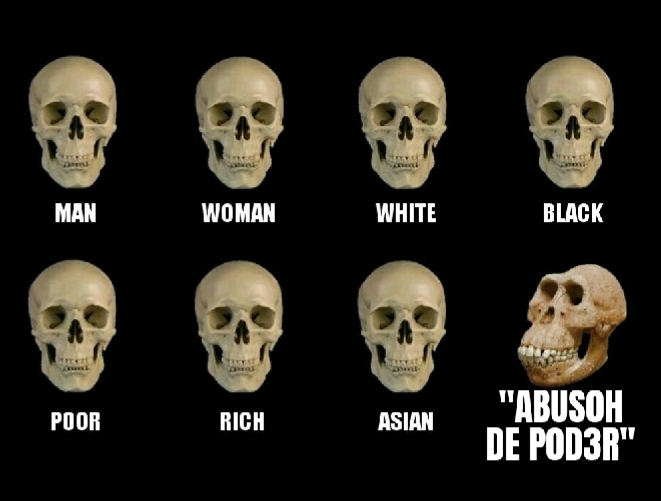 MAN
WOMAN
WHITE
BLACK
POOR
RICH
ASIAN
"ABUSOH
DE POD3R"